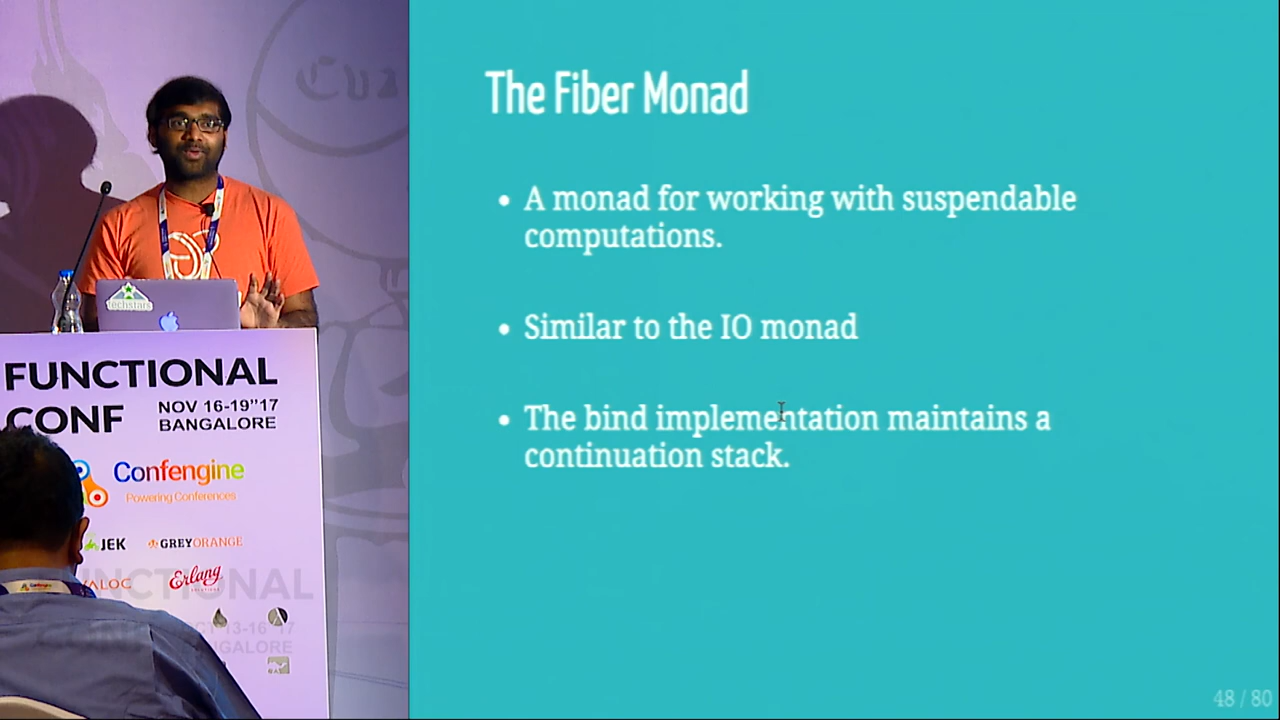 The Fiber Monad
• A monad for working with suspendable
computations.
• Similar to the IO monad
• The bind implementation maintains a
continuation stack.
48 / 80
techstars
FUNCTIONAL
CONF
NOV 16-19"17
BANGALORE
Confengine
Powering Conferences
JEK
GREYORANGE
Erlang
SOLUTIONS